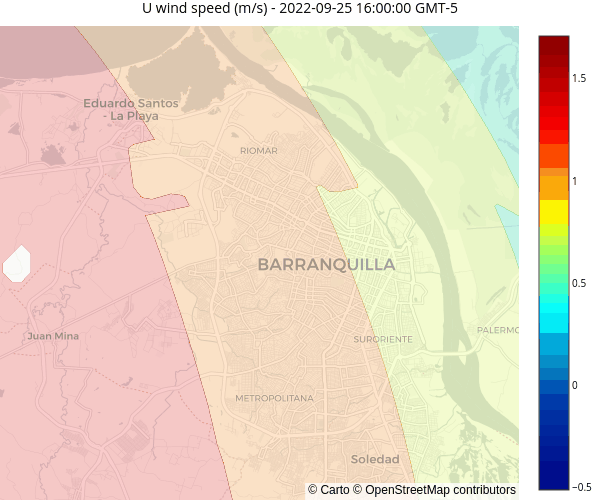 U wind speed (m/s) - 2022-09-25 16:00:00 GMT-5
Eduardo Santos
- La Playa
RIOMAR
BARRANQUILLA
Juan Mina
SURORIENTE
PALERMO
METROPOLITANA
Soledad
© Carto © OpenStreetMap contributors
1.5
1
0.5
0
−0.5